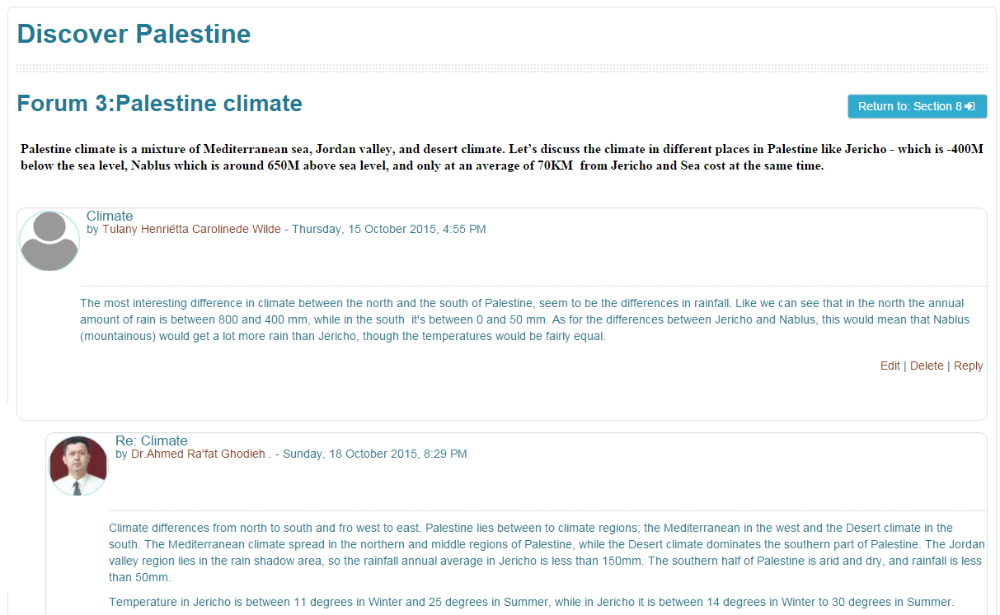 Discover Palestine
Forum 3:Palestine climate
Return to: Section 8
Palestine climate is a mixture of Mediterranean sea, Jordan valley, and desert climate. Let’s discuss the climate in different places in Palestine like Jericho - which is -400M
below the sea level, Nablus which is around 650M above sea level, and only at an average of 70KM  from Jericho and Sea cost at the same time.
Climate
by Tulany Henriëtta Carolinede Wilde - Thursday, 15 October 2015, 4:55 PM
The most interesting difference in climate between the north and the south of Palestine, seem to be the differences in rainfall. Like we can see that in the north the annual
amount of rain is between 800 and 400 mm, while in the south  it's between 0 and 50 mm. As for the differences between Jericho and Nablus, this would mean that Nablus
(mountainous) would get a lot more rain than Jericho, though the temperatures would be fairly equal.
Edit | Delete | Reply
Re: Climate
by Dr.Ahmed Ra'fat Ghodieh . - Sunday, 18 October 2015, 8:29 PM
Climate differences from north to south and fro west to east. Palestine lies between to climate regions; the Mediterranean in the west and the Desert climate in the
south. The Mediterranean climate spread in the northern and middle regions of Palestine, while the Desert climate dominates the southern part of Palestine. The Jordan
valley region lies in the rain shadow area, so the rainfall annual average in Jericho is less than 150mm. The southern half of Palestine is arid and dry, and rainfall is less
than 50mm.
Temperature in Jericho is between 11 degrees in Winter and 25 degrees in Summer, while in Jericho it is between 14 degrees in Winter to 30 degrees in Summer.